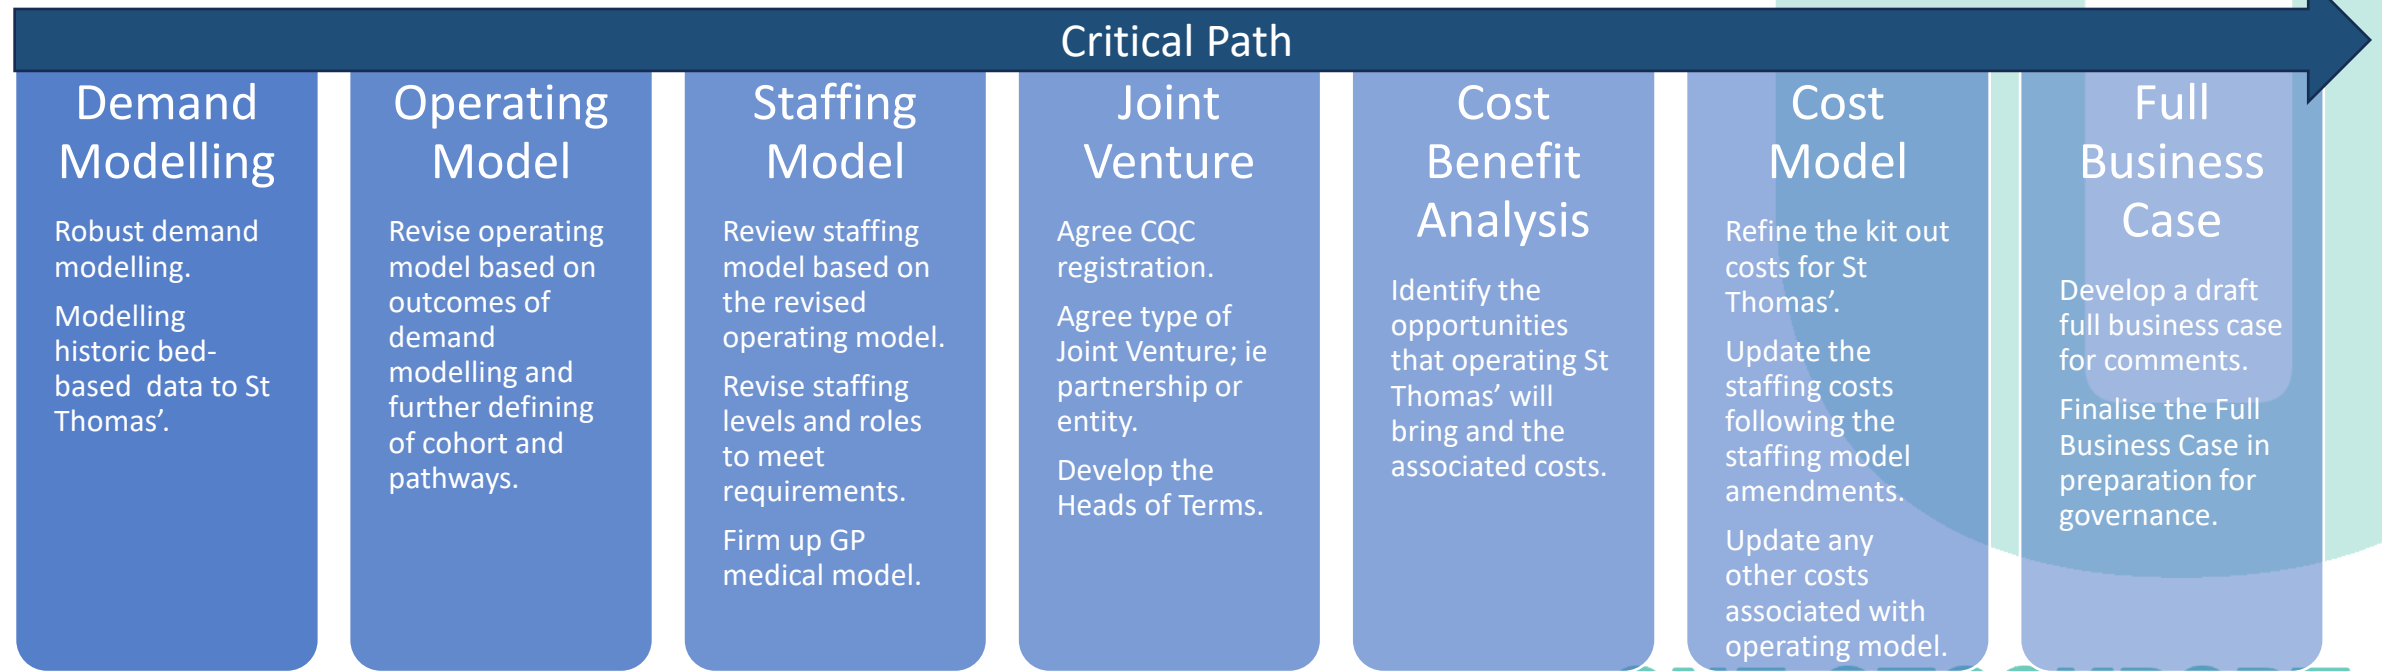 Critical Path
Demand
Modelling
Robust demand
modelling.
Modelling
historic bed-
based  data to St
Thomas’.
Operating
Model
Revise operating
model based on
outcomes of
demand
modelling and
further defining
of cohort and
pathways.
Staffing
Model
Review staffing
model based on
the revised
operating model.
Revise staffing
levels and roles
to meet
requirements.
Firm up GP
medical model.
Joint
Venture
Agree CQC
registration.
Agree type of
Joint Venture; ie
partnership or
entity.
Develop the
Heads of Terms.
Cost
Benefit
Analysis
Identify the
opportunities
that operating St
Thomas’ will
bring and the
associated costs.
Cost
Model
Refine the kit out
costs for St
Thomas’.
Update the
staffing costs
following the
staffing model
amendments.
Update any
other costs
associated with
operating model.
Full
Business
Case
Develop a draft
full business case
for comments.
Finalise the Full
Business Case in
preparation for
governance.